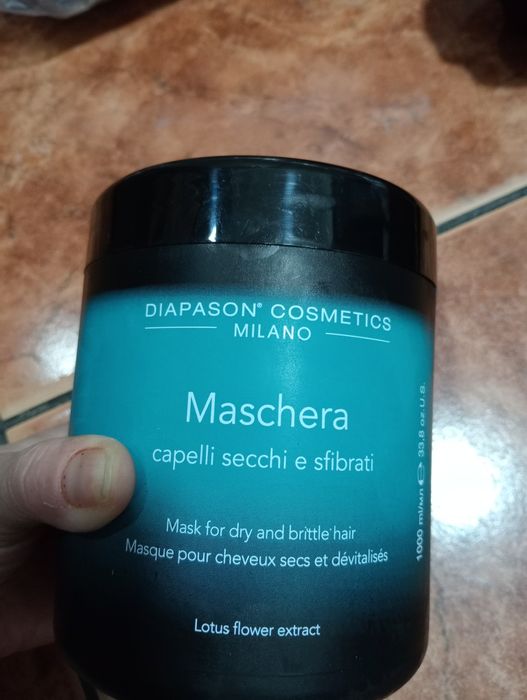 DIAPASON® COSMETICS
MILANO
Maschera
capelli secchi e sfibrati
Mask for dry and brittle hair
Masque pour cheveux secs et dévitalisés
Lotus flower extract
1000 ml/мл ℮ 33,8 oz.U.S.